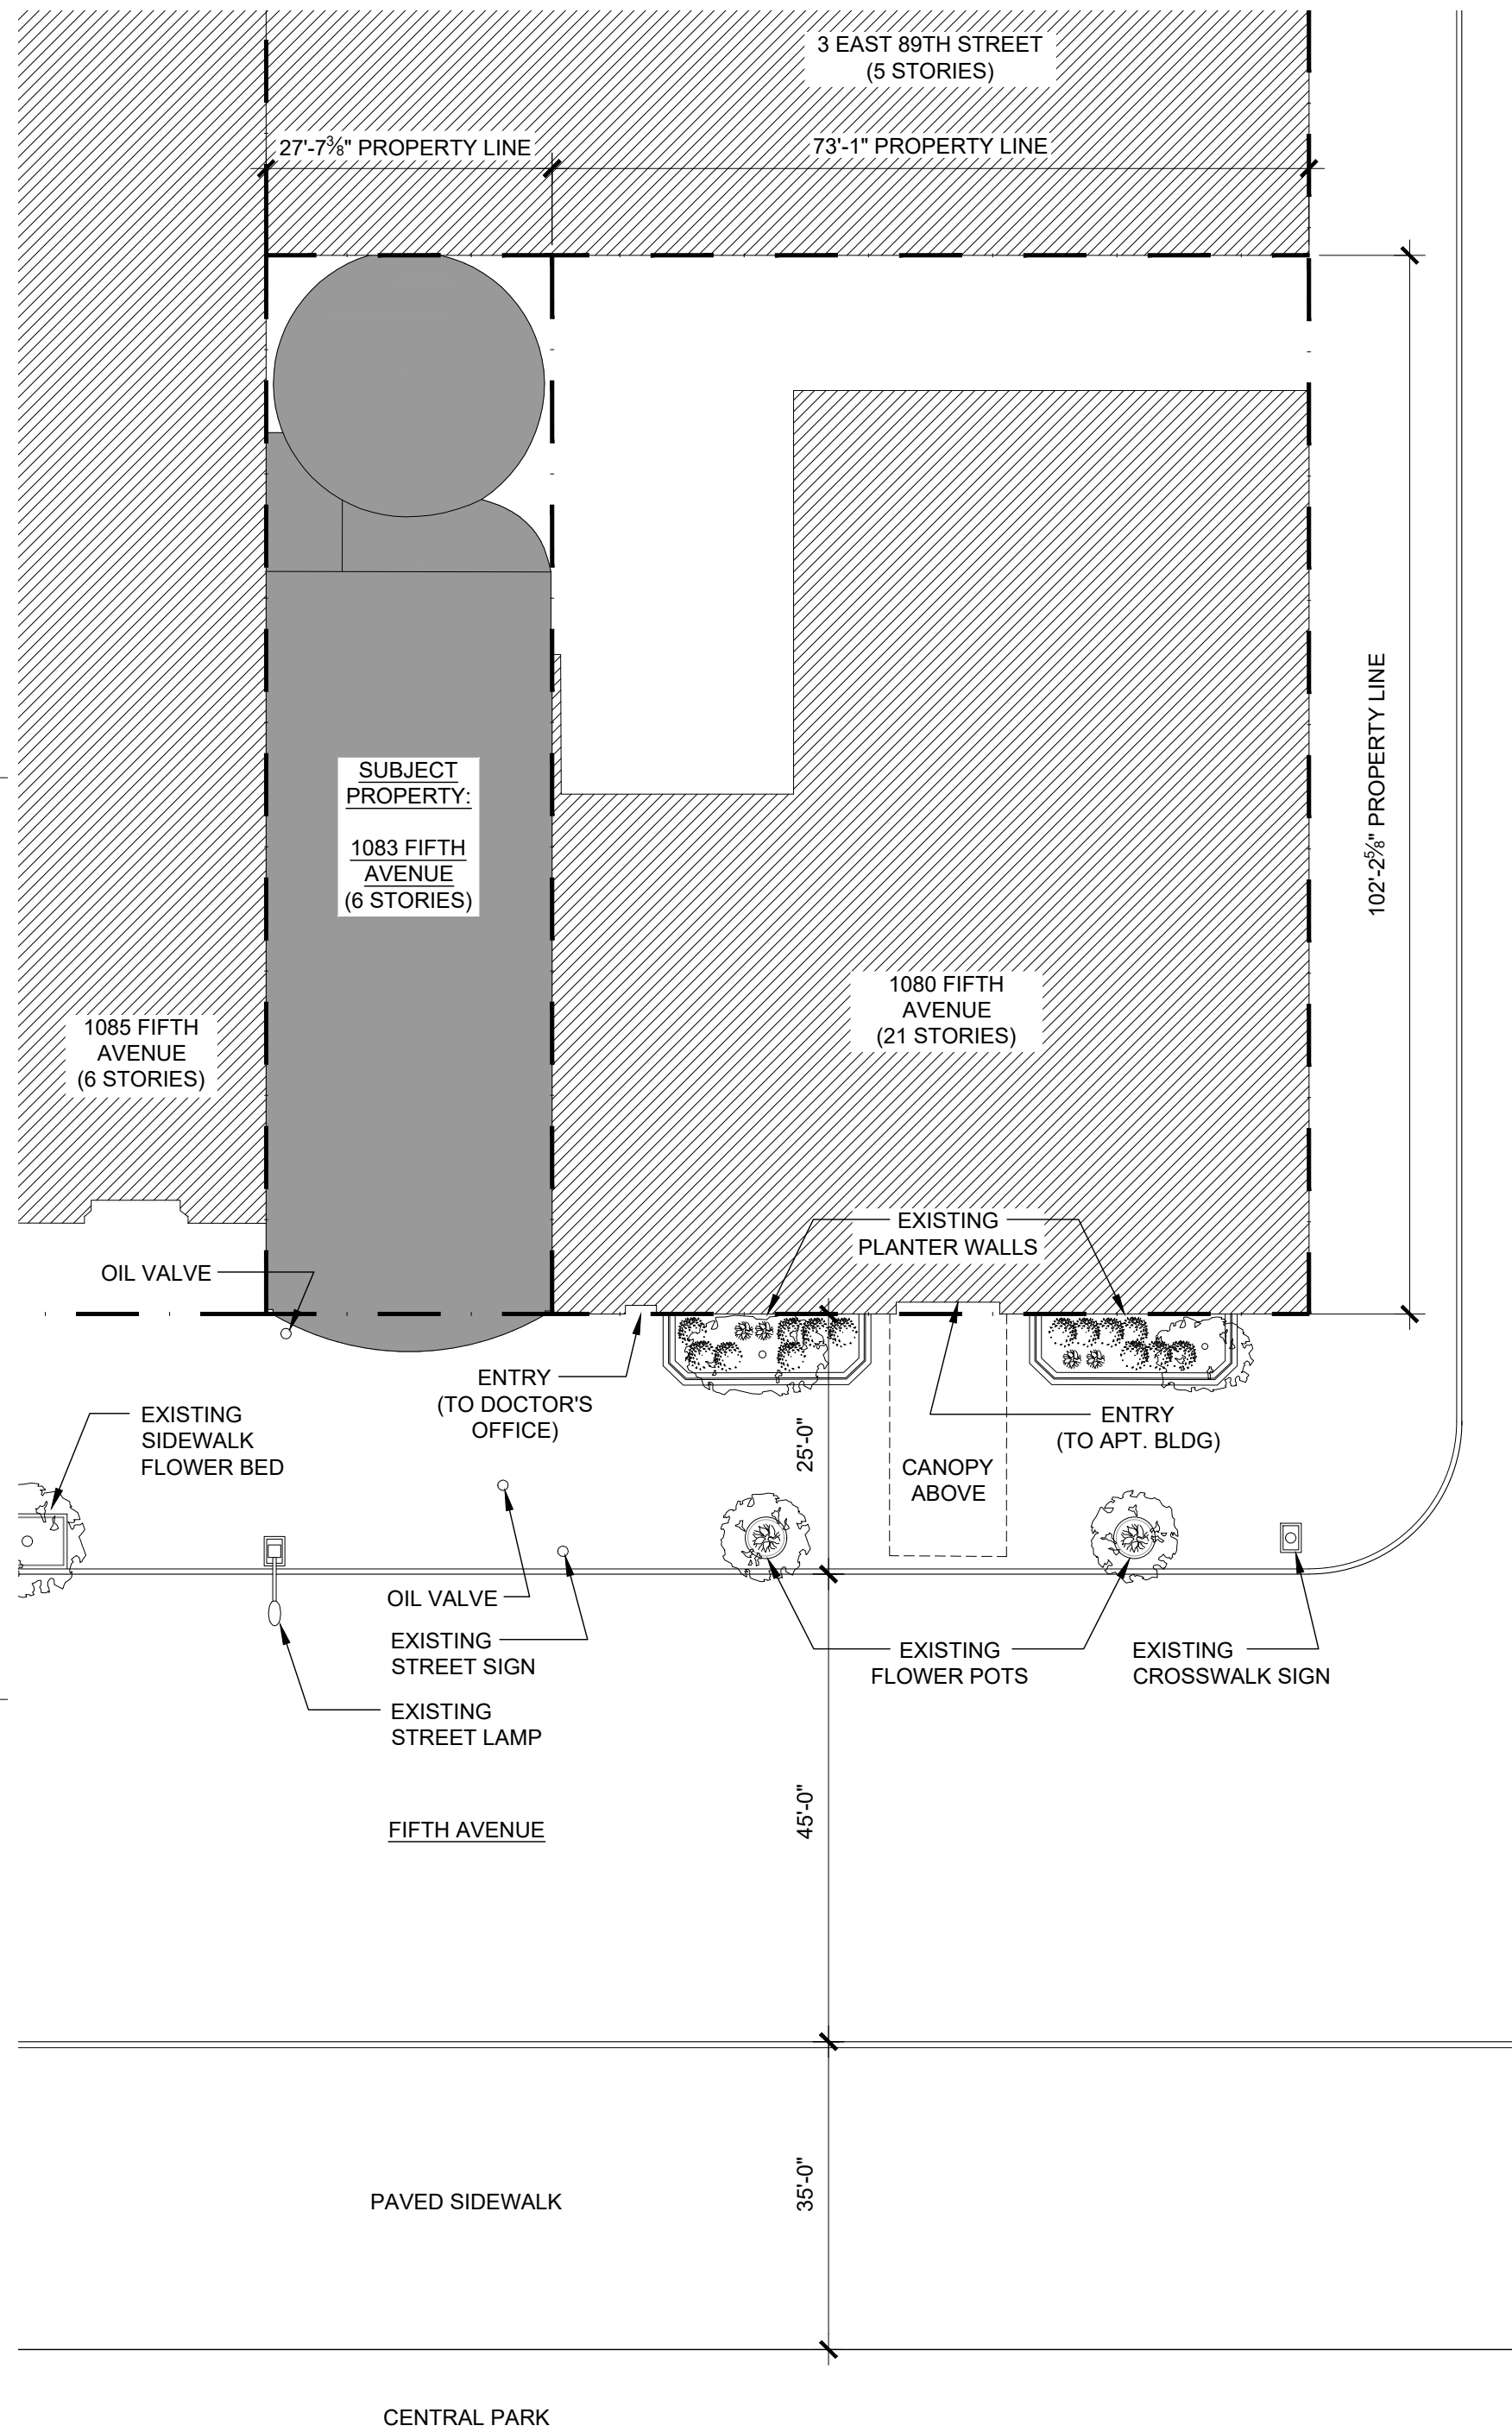 3 EAST 89TH STREET
(5 STORIES)
27'-7⅜" PROPERTY LINE
73'-1" PROPERTY LINE
102'-2⅝" PROPERTY LINE
SUBJECT
PROPERTY:
1083 FIFTH
AVENUE
(6 STORIES)
1080 FIFTH
AVENUE
(21 STORIES)
1085 FIFTH
AVENUE
(6 STORIES)
EXISTING
PLANTER WALLS
OIL VALVE
ENTRY
(TO DOCTOR'S
OFFICE)
EXISTING
SIDEWALK
FLOWER BED
25'-0"
CANOPY
ABOVE
ENTRY
(TO APT. BLDG)
OIL VALVE
EXISTING
STREET SIGN
EXISTING
STREET LAMP
EXISTING
FLOWER POTS
EXISTING
CROSSWALK SIGN
45'-0"
FIFTH AVENUE
35'-0"
PAVED SIDEWALK
CENTRAL PARK